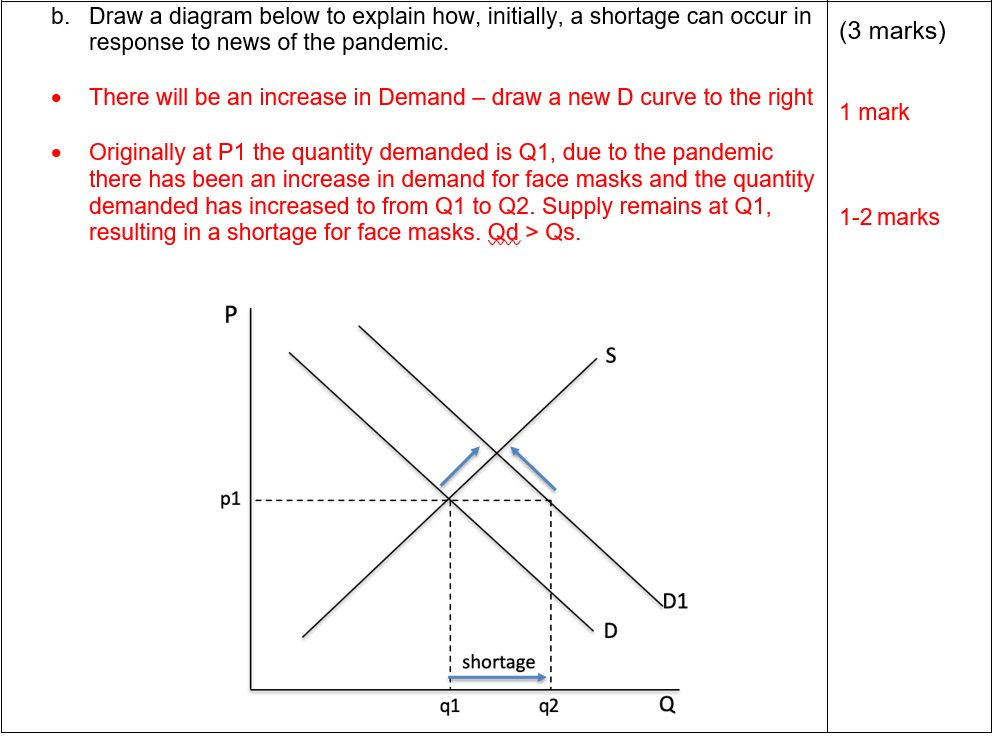 b. Draw a diagram below to explain how, initially, a shortage can occur in
response to news of the pandemic.
(3 marks)
• There will be an increase in Demand – draw a new D curve to the right
1 mark
• Originally at P1 the quantity demanded is Q1, due to the pandemic
there has been an increase in demand for face masks and the quantity
demanded has increased to from Q1 to Q2. Supply remains at Q1,
resulting in a shortage for face masks. Qd > Qs.
1-2 marks
P
S
p1
D1
D
shortage
q1
q2
Q